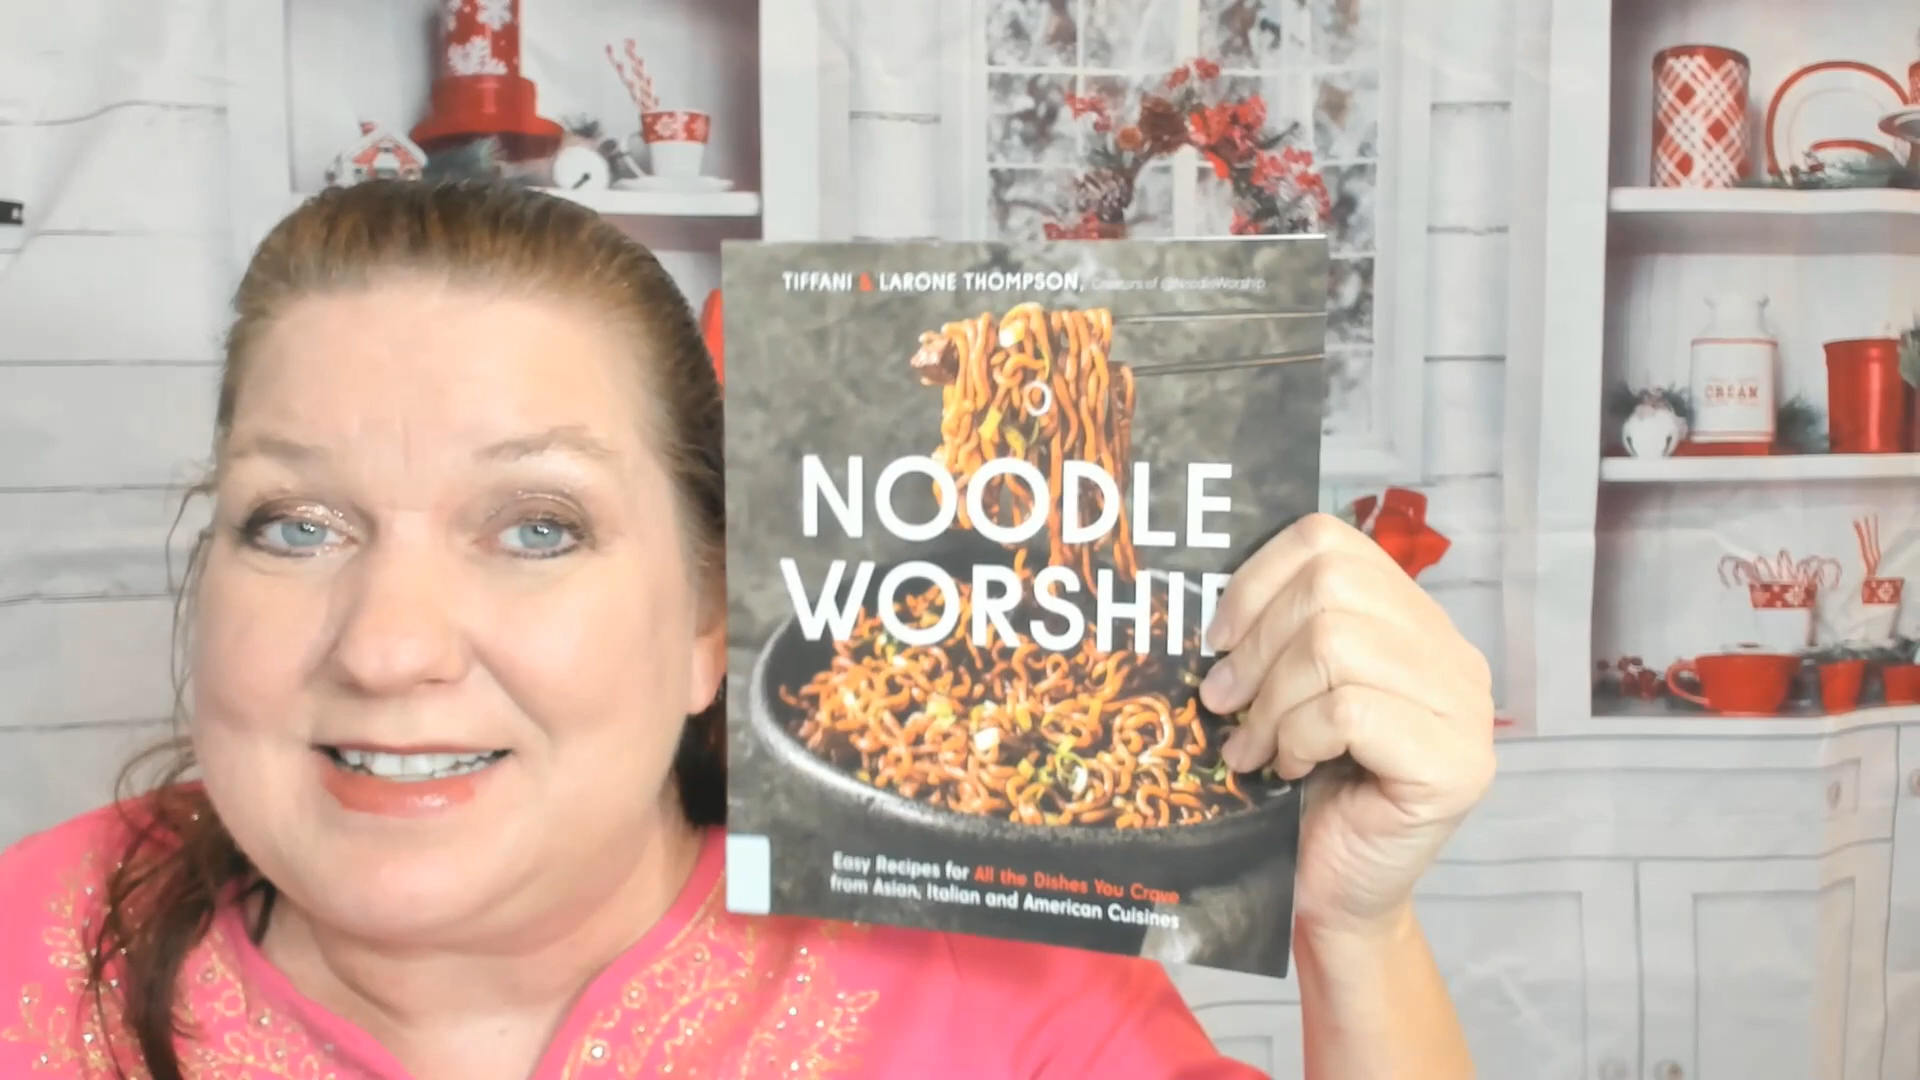 TIFFANI & LARONE THOMPSON, Creators of @NoodleWorship
NOODLE
WORSHIP
Easy Recipes for All the Dishes You Crave
from Asian, Italian and American Cuisines
CREAM